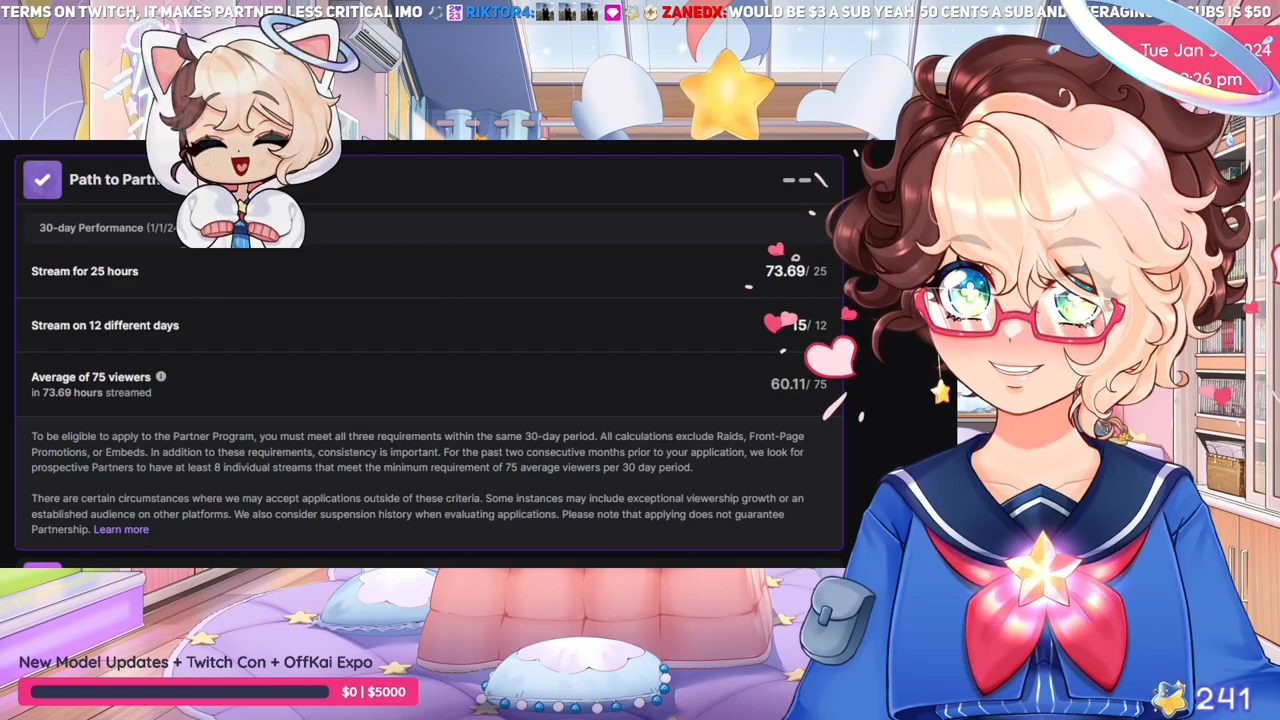 TERMS ON TWITCH, IT MAKES PARTNER LESS CRITICAL IMO 23 RIKTOR4: ZANEDX: WOULD BE $3 A SUB YEAH 50 CENTS A SUB AND SUBS IS $50
Tue Jan 2024
26 pm
Path to
30-day Performance (1/1/2
Stream for 25 hours
73.69/ 25
Stream on 12 different days
15/ 12
Average of 75 viewers
in 73.69 hours streamed
60.11/ 75
To be eligible to apply to the Partner Program, you must meet all three requirements within the same 30-day period. All calculations exclude Raids, Front-Page
Promotions, or Embeds. In addition to these requirements, consistency is important. For the past two consecutive months prior to your application, we look for
prospective Partners to have at least 8 individual streams that meet the minimum requirement of 75 average viewers per 30 day period.
There are certain circumstances where we may accept applications outside of these criteria. Some instances may include exceptional viewership growth or an
established audience on other platforms. We also consider suspension history when evaluating applications. Please note that applying does not guarantee
Partnership. Learn more
New Model Updates + Twitch Con + OffKai Expo
$0 | $5000
241